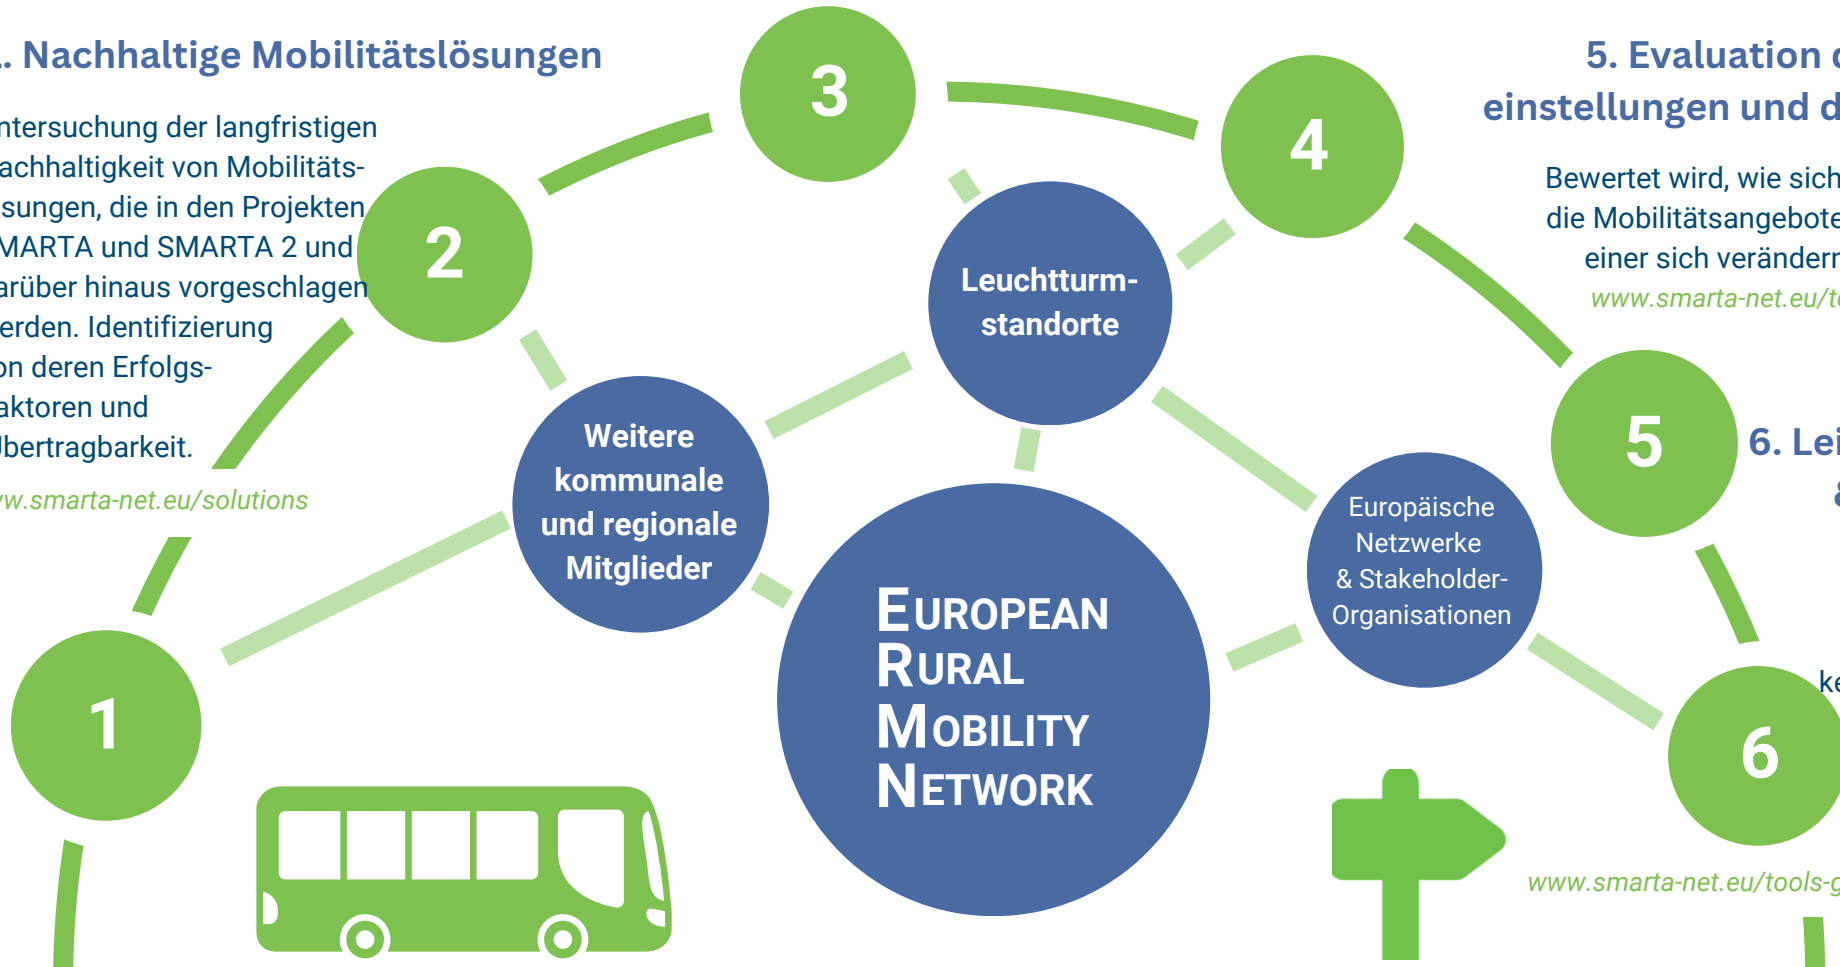 . Nachhaltige Mobilitätslösungen
ntersuchung der langfristigen
achhaltigkeit von Mobilitäts-
sungen, die in den Projekten
MARTA und SMARTA 2 und
arüber hinaus vorgeschlagen
erden. Identifizierung
on deren Erfolgs-
aktoren und
bertragbarkeit.
w.smarta-net.eu/solutions
1
2
3
4
5
6
Leuchtturm-
standorte
Weitere
kommunale
und regionale
Mitglieder
Europäische
Netzwerke
& Stakeholder-
Organisationen
EUROPEAN
RURAL
MOBILITY
NETWORK
5. Evaluation d
einstellungen und d
Bewertet wird, wie sich
die Mobilitätsangebote
einer sich verändern
www.smarta-net.eu/to
6. Lei
&
ke
www.smarta-net.eu/tools-g